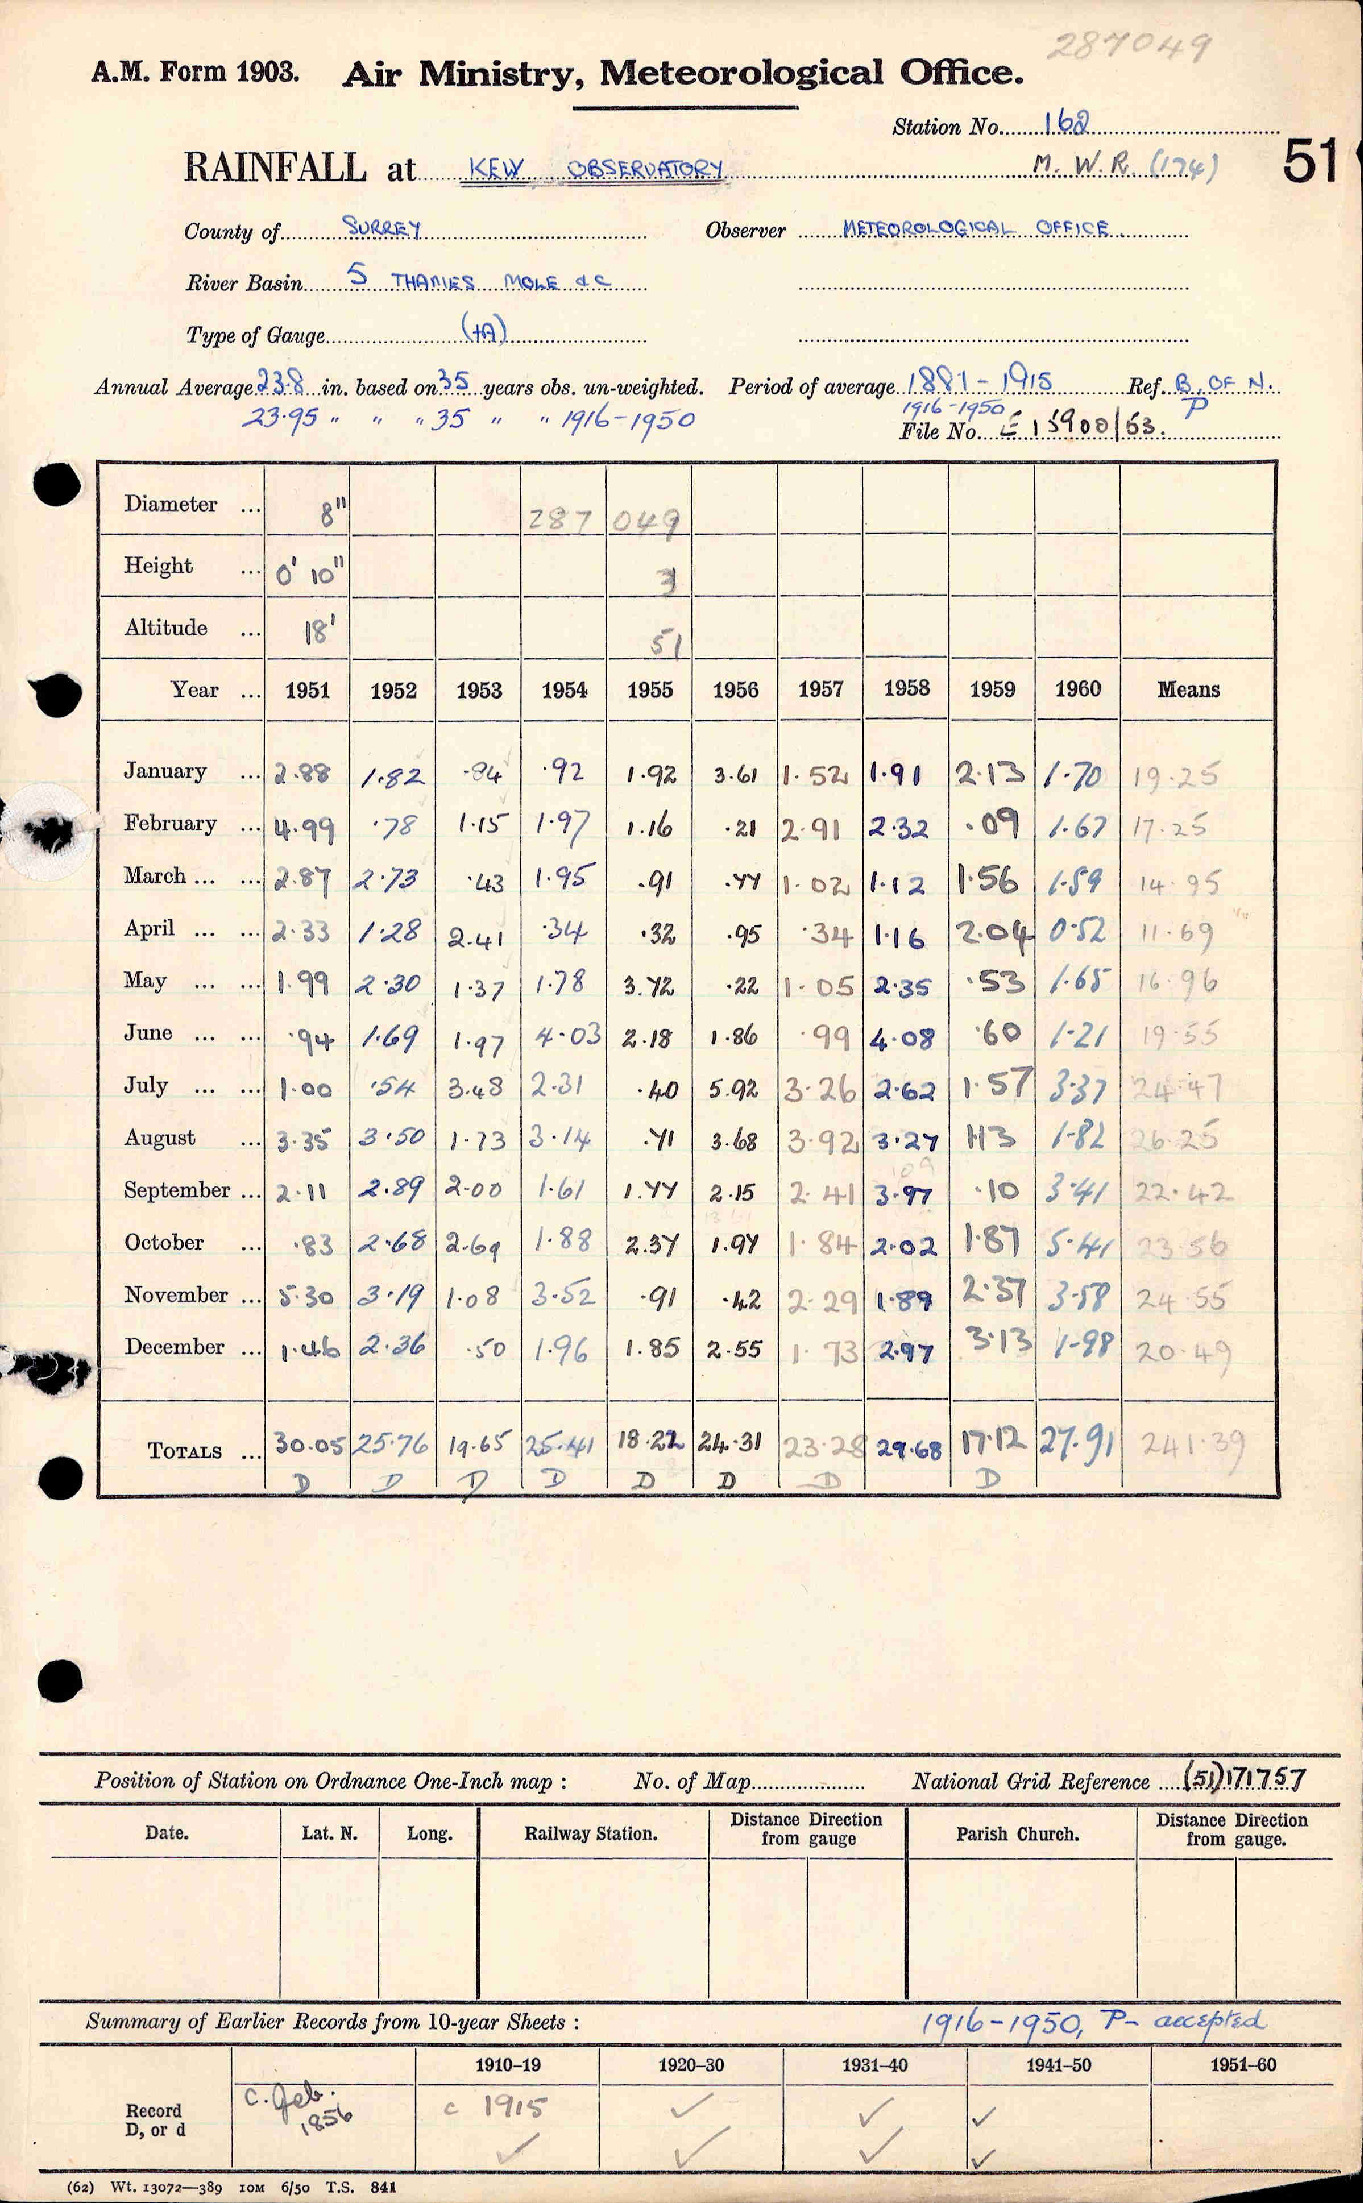 287049
A.M. Form 1903. Air Ministry, Meteorological Office.
Station No. 162
RAINFALL at KEW OBSERVATORY M.W.R. (174)
51
County of SURREY Observer METEOROLOGICAL OFFICE.
River Basin 5 THAMES MOLE &C
Type of Gauge (+A)
Annual Average 23.8 in. based on 35 years obs. un-weighted. Period of average 1881-1915 Ref. B. OF N.
23.95 " " " 35 " " " 1916-1950 1916-1950 P
File No. E 15900/53.
Diameter ... 8" 287 049
Height ... 0' 10" 3
Altitude ... 18' 51
Year ... 1951 1952 1953 1954 1955 1956 1957 1958 1959 1960 Means
January ... 2.88 1.82 .84 .92 1.92 3.61 1.52 1.91 2.13 1.70 19.25
February ... 4.99 .78 1.15 1.97 1.16 .21 2.91 2.32 .09 1.67 17.25
March ... ... 2.87 2.73 .43 1.95 .91 .77 1.02 1.12 1.56 1.59 14.95
April ... ... 2.33 1.28 2.41 .34 .32 .95 .34 1.16 2.04 0.52 11.69
May ... ... 1.99 2.30 1.37 1.78 3.72 .22 1.05 2.35 .53 1.65 16.96
June ... ... .94 1.69 1.97 4.03 2.18 1.86 .99 4.08 .60 1.21 19.55
July ... ... 1.00 .54 3.48 2.31 .40 5.92 3.26 2.62 1.57 3.37 24.47
August ... 3.35 3.50 1.73 3.14 .71 3.68 3.92 3.27 1.13 1.82 26.25
September ... 2.11 2.89 2.00 1.61 1.77 2.15 2.41 3.97 .10 3.41 22.42
October ... .83 2.68 2.69 1.88 2.37 1.97 1.84 2.02 1.87 5.41 23.56
November ... 5.30 3.19 1.08 3.52 .91 .42 2.29 1.89 2.37 3.58 24.55
December ... 1.46 2.36 .50 1.96 1.85 2.55 1.73 2.97 3.13 1.98 20.49
TOTALS ... 30.05 25.76 19.65 25.41 18.22 24.31 23.28 29.68 17.12 27.91 241.39
D D D D D D D D
Position of Station on Ordnance One-Inch map : No. of Map National Grid Reference (51)171757
Date. Lat. N. Long. Railway Station. Distance from gauge Direction Parish Church. Distance from gauge. Direction
Summary of Earlier Records from 10-year Sheets : 1916-1950, P- accepted
1910-19 1920-30 1931-40 1941-50 1951-60
Record D, or d c. Feb. 1856 c 1915 ✓ ✓ ✓
✓ ✓ ✓ ✓
(62) Wt. 13072—389 10M 6/50 T.S. 841